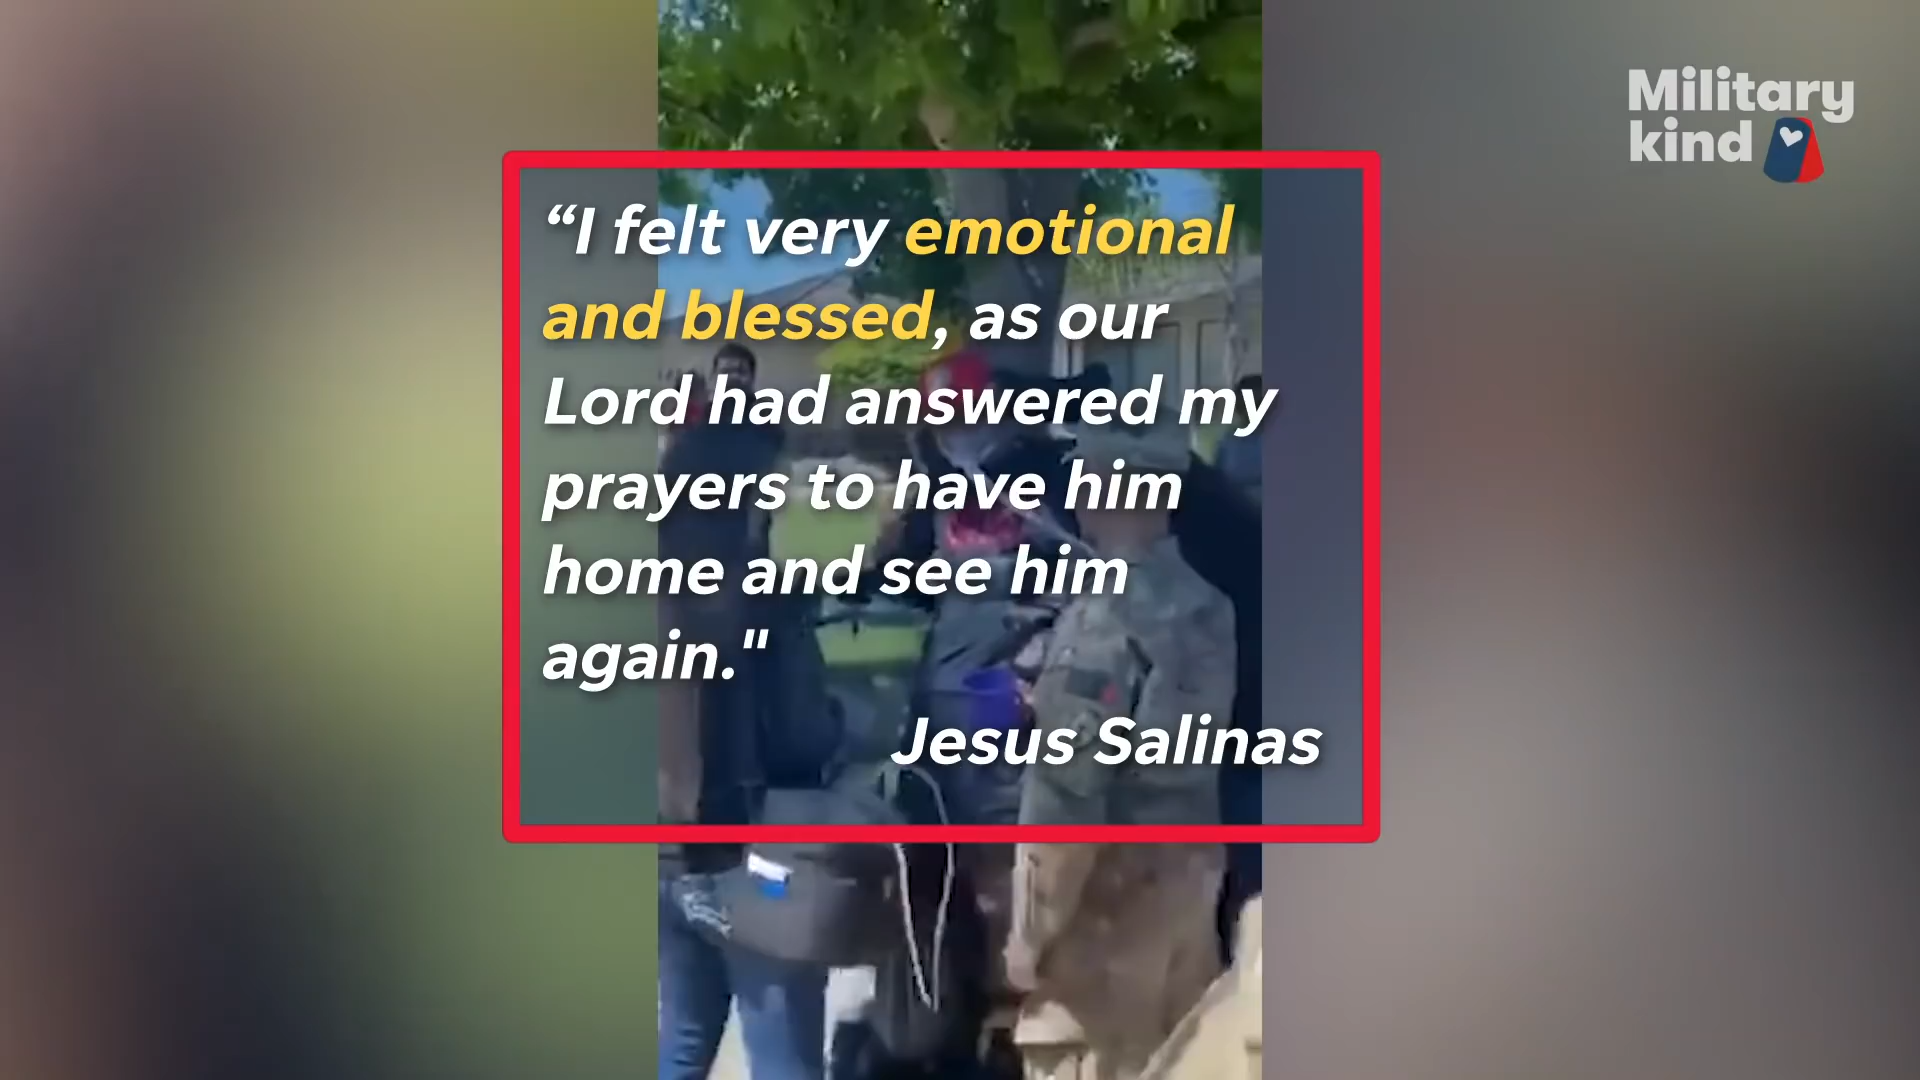 Military
kind
“I felt very emotional
and blessed, as our
Lord had answered my
prayers to have him
home and see him
again."
Jesus Salinas